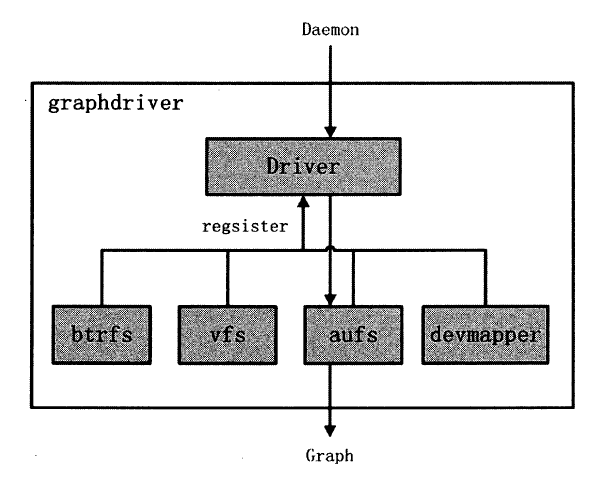 Daemon
graphdriver
Driver
regsister
btrfs
vfs
aufs
devmapper
Graph